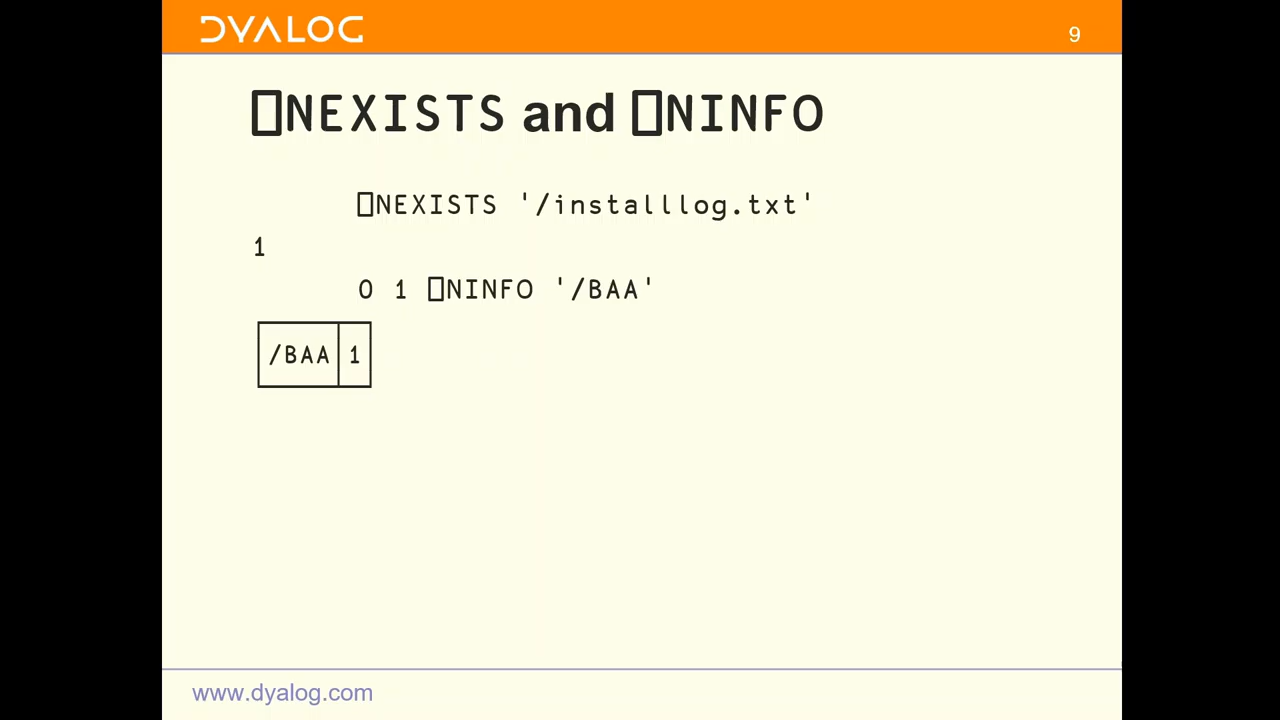 DYALOG
9
⎕NEXISTS and ⎕NINFO
⎕NEXISTS '/installlog.txt'
1
0 1 ⎕NINFO '/BAA'
/BAA 1
www.dyalog.com